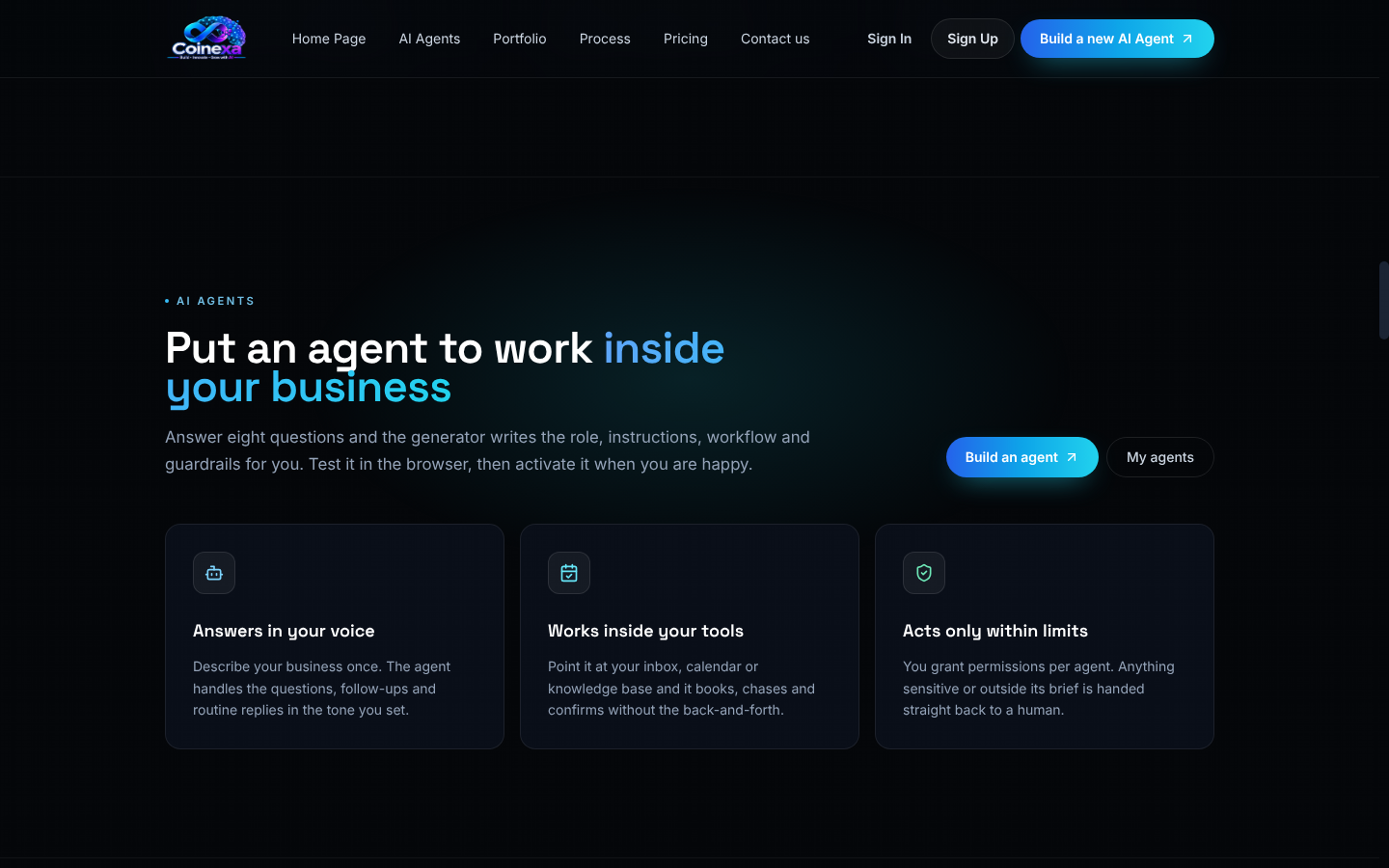 Coinexa
Home Page
AI Agents
Portfolio
Process
Pricing
Contact us
Sign In
Sign Up
Build a new AI Agent
AI AGENTS
Put an agent to work inside
your business
Answer eight questions and the generator writes the role, instructions, workflow and
guardrails for you. Test it in the browser, then activate it when you are happy.
Build an agent
My agents
Answers in your voice
Describe your business once. The agent
handles the questions, follow-ups and
routine replies in the tone you set.
Works inside your tools
Point it at your inbox, calendar or
knowledge base and it books, chases and
confirms without the back-and-forth.
Acts only within limits
You grant permissions per agent. Anything
sensitive or outside its brief is handed
straight back to a human.